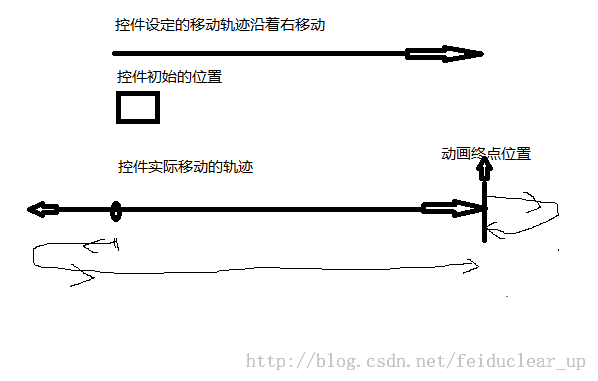 控件设定的移动轨迹沿着右移动
控件初始的位置
动画终点位置
控件实际移动的轨迹
http://blog.csdn.net/feiduclear_up